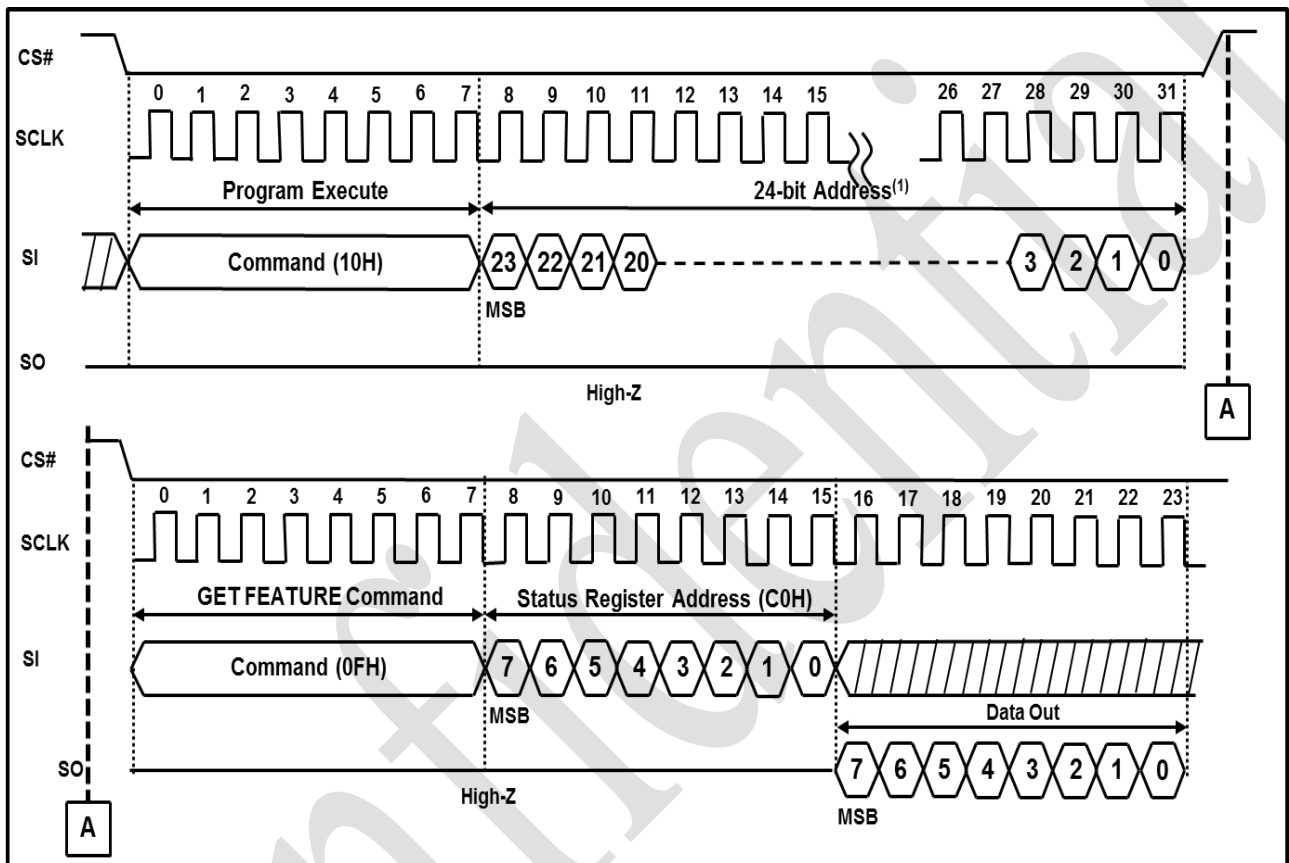 CS#
0 1 2 3 4 5 6 7 8 9 10 11 12 13 14 15 26 27 28 29 30 31
SCLK
Program Execute 24-bit Address(1)
SI Command (10H) 23 22 21 20 3 2 1 0
MSB
SO
High-Z
A
CS#
0 1 2 3 4 5 6 7 8 9 10 11 12 13 14 15 16 17 18 19 20 21 22 23
SCLK
GET FEATURE Command Status Register Address (C0H)
SI Command (0FH) 7 6 5 4 3 2 1 0
MSB Data Out
SO 7 6 5 4 3 2 1 0
High-Z
MSB
A
nfidential